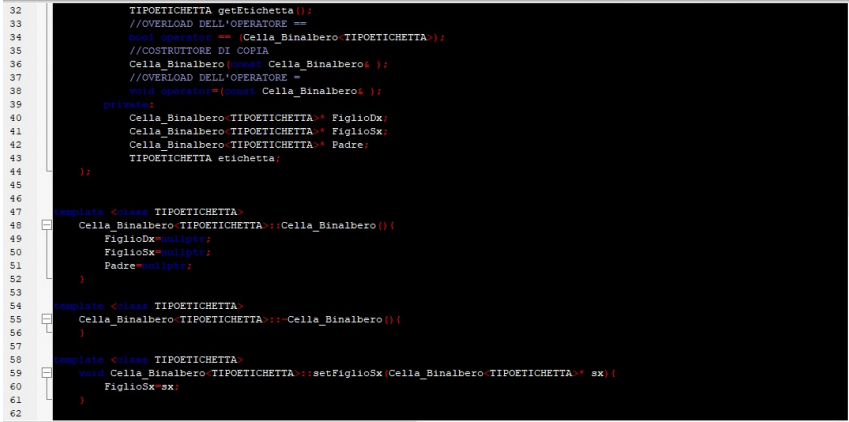 32 TIPOETICHETTA getEtichetta();
33 //OVERLOAD DELL'OPERATORE ==
34 bool operator == (Cella_Binalbero<TIPOETICHETTA>);
35 //COSTRUTTORE DI COPIA
36 Cella_Binalbero(const Cella_Binalbero& );
37 //OVERLOAD DELL'OPERATORE =
38 void operator=(const Cella_Binalbero& );
39 private:
40 Cella_Binalbero<TIPOETICHETTA>* FiglioDx;
41 Cella_Binalbero<TIPOETICHETTA>* FiglioSx;
42 Cella_Binalbero<TIPOETICHETTA>* Padre;
43 TIPOETICHETTA etichetta;
44 };
45
46
47 template <class TIPOETICHETTA>
48 Cella_Binalbero<TIPOETICHETTA>::Cella_Binalbero(){
49 FiglioDx=nullptr;
50 FiglioSx=nullptr;
51 Padre=nullptr;
52 }
53
54 template <class TIPOETICHETTA>
55 Cella_Binalbero<TIPOETICHETTA>::~Cella_Binalbero(){
56 }
57
58 template <class TIPOETICHETTA>
59 void Cella_Binalbero<TIPOETICHETTA>::setFiglioSx(Cella_Binalbero<TIPOETICHETTA>* sx){
60 FiglioSx=sx;
61 }
62